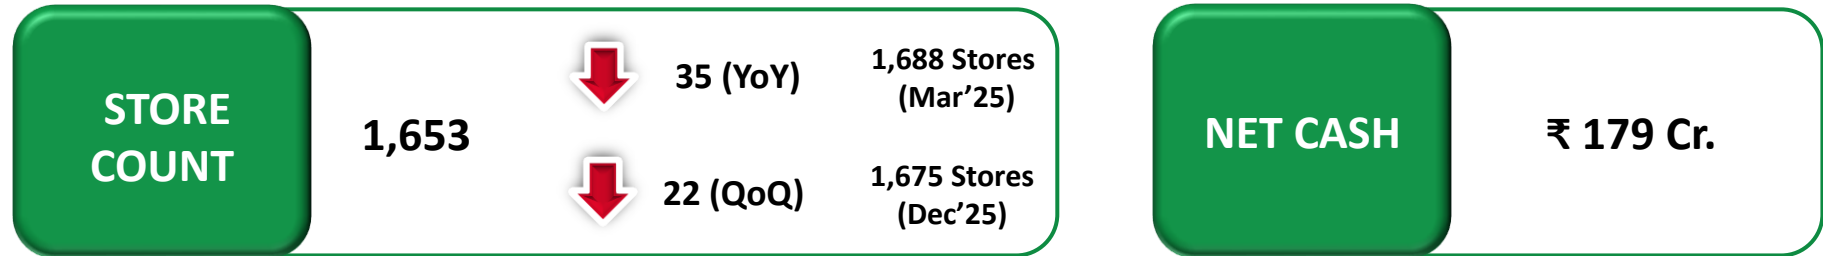 STORE
COUNT
1,653
35 (YoY)
1,688 Stores
(Mar’25)
22 (QoQ)
1,675 Stores
(Dec’25)
NET CASH
₹ 179 Cr.